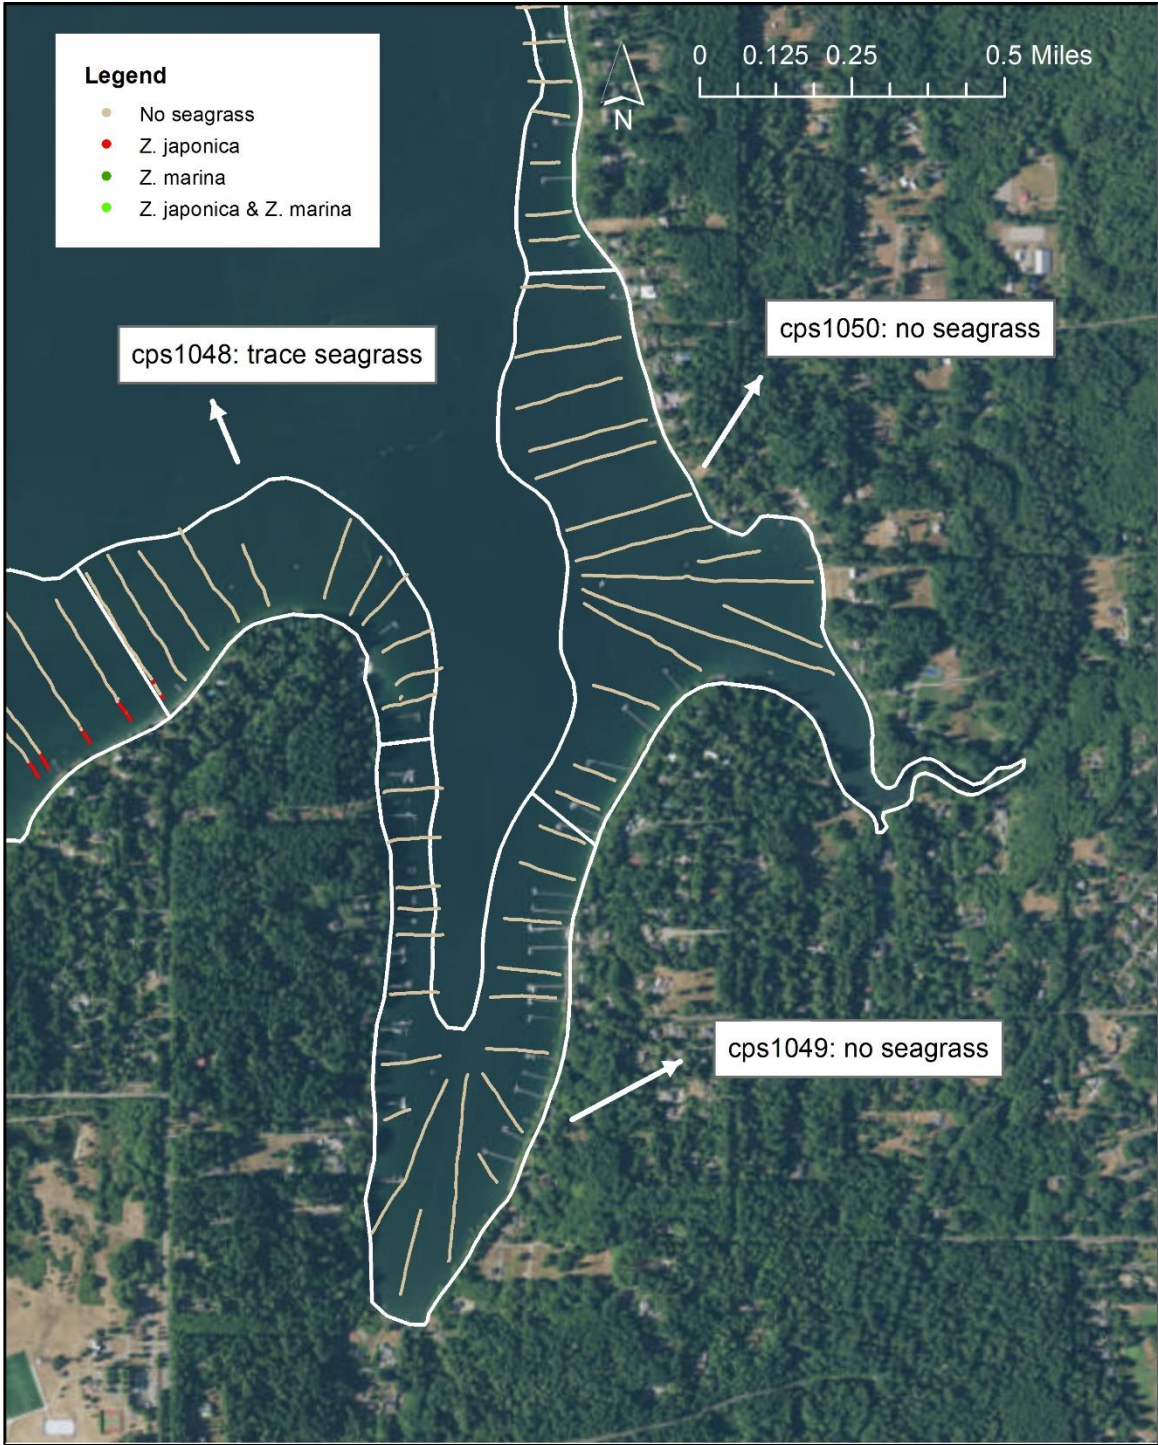 Legend
No seagrass
Z. japonica
Z. marina
Z. japonica & Z. marina
N
0 0.125 0.25 0.5 Miles
cps1050: no seagrass
cps1048: trace seagrass
cps1049: no seagrass